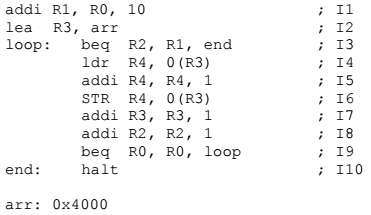 addi R1, R0, 10 ; I1
lea R3, arr ; I2
loop: beq R2, R1, end ; I3
ldr R4, 0(R3) ; I4
addi R4, R4, 1 ; I5
STR R4, 0(R3) ; I6
addi R3, R3, 1 ; I7
addi R2, R2, 1 ; I8
beq R0, R0, loop ; I9
end: halt ; I10
arr: 0x4000